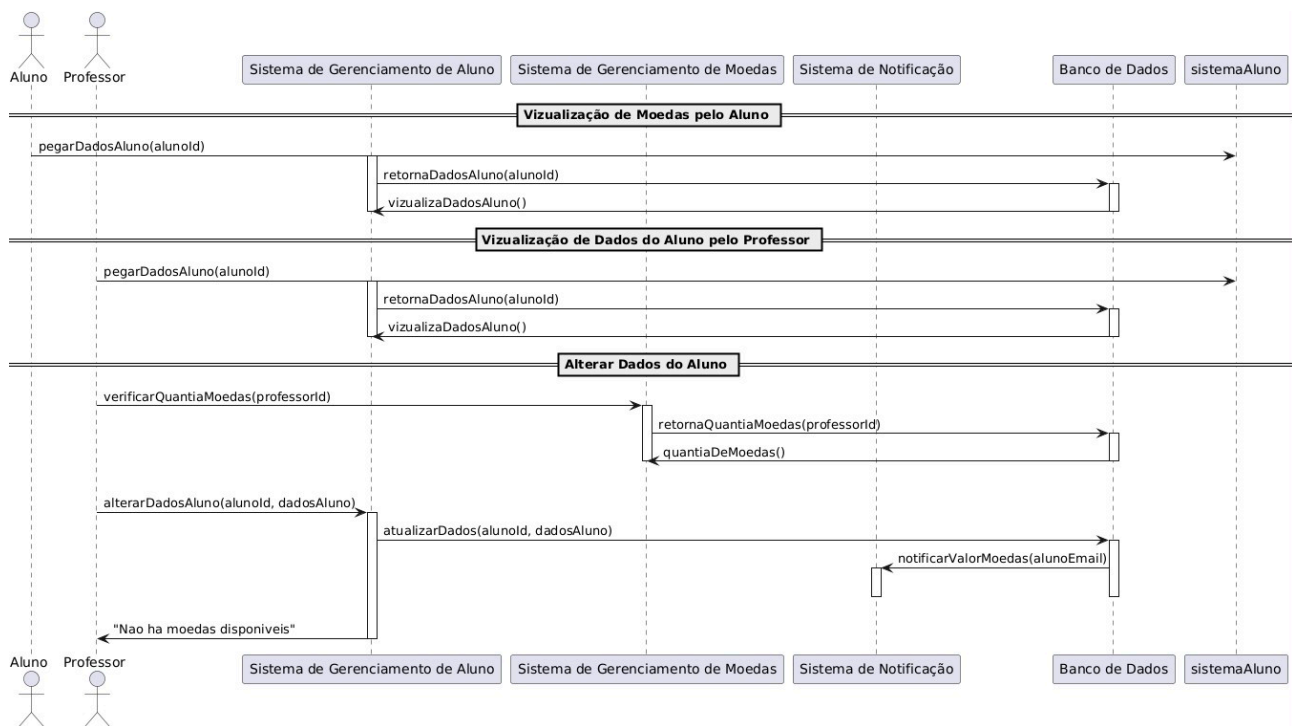 Aluno
Professor
Sistema de Gerenciamento de Aluno
Sistema de Gerenciamento de Moedas
Sistema de Notificação
Banco de Dados
sistemaAluno
Vizualização de Moedas pelo Aluno
pegarDadosAluno(alunoId)
retornaDadosAluno(alunoId)
vizualizaDadosAluno()
Vizualização de Dados do Aluno pelo Professor
pegarDadosAluno(alunoId)
retornaDadosAluno(alunoId)
vizualizaDadosAluno()
Alterar Dados do Aluno
verificarQuantiaMoedas(professorId)
retornaQuantiaMoedas(professorId)
quantiaDeMoedas()
alterarDadosAluno(alunoId, dadosAluno)
atualizarDados(alunoId, dadosAluno)
notificarValorMoedas(alunoEmail)
"Nao ha moedas disponiveis"
Aluno
Professor
Sistema de Gerenciamento de Aluno
Sistema de Gerenciamento de Moedas
Sistema de Notificação
Banco de Dados
sistemaAluno